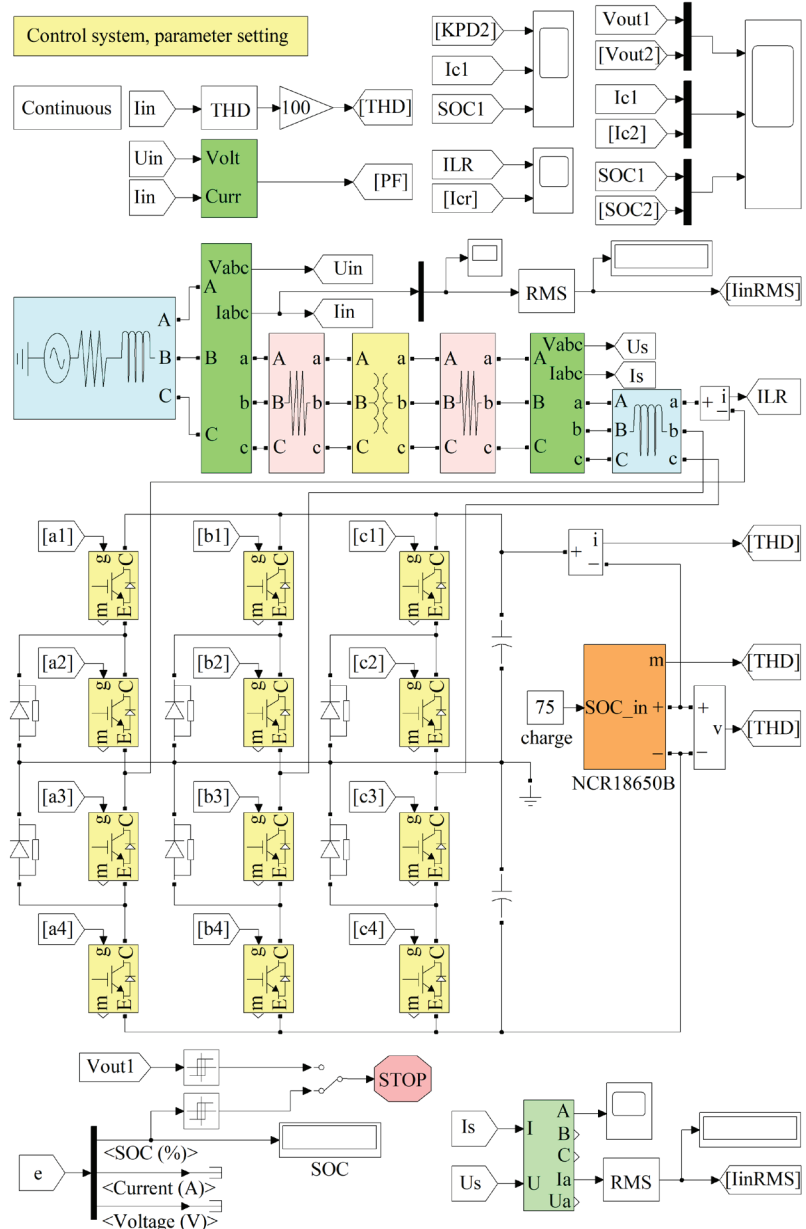 Control system, parameter setting
[KPD2]
Ic1
SOC1
Vout1
[Vout2]
Ic1
[Ic2]
SOC1
[SOC2]
Continuous
Iin
THD
100
[THD]
Uin
Iin
Volt
Curr
[PF]
ILR
[Icr]
A
B
C
Vabc
A
Iabc
B
a
b
C
c
Uin
Iin
RMS
[IinRMS]
A
a
B
b
C
c
A
a
B
b
C
c
A
a
B
b
C
c
Vabc
A
Iabc
B
a
b
C
c
Us
Is
A
a
B
b
C
c
+
i
−
ILR
[a1]
g
C
m
E
[b1]
g
C
m
E
[c1]
g
C
m
E
+
i
−
[THD]
[a2]
g
C
m
E
[b2]
g
C
m
E
[c2]
g
C
m
E
75
charge
m
SOC_in
+
−
NCR18650B
+
v
−
[THD]
[THD]
[a3]
g
C
m
E
[b3]
g
C
m
E
[c3]
g
C
m
E
[a4]
g
C
m
E
[b4]
g
C
m
E
[c4]
g
C
m
E
Vout1
STOP
e
<SOC (%)>
<Current (A)>
<Voltage (V)>
SOC
Is
Us
I
U
A
B
C
Ia
Ua
RMS
[IinRMS]